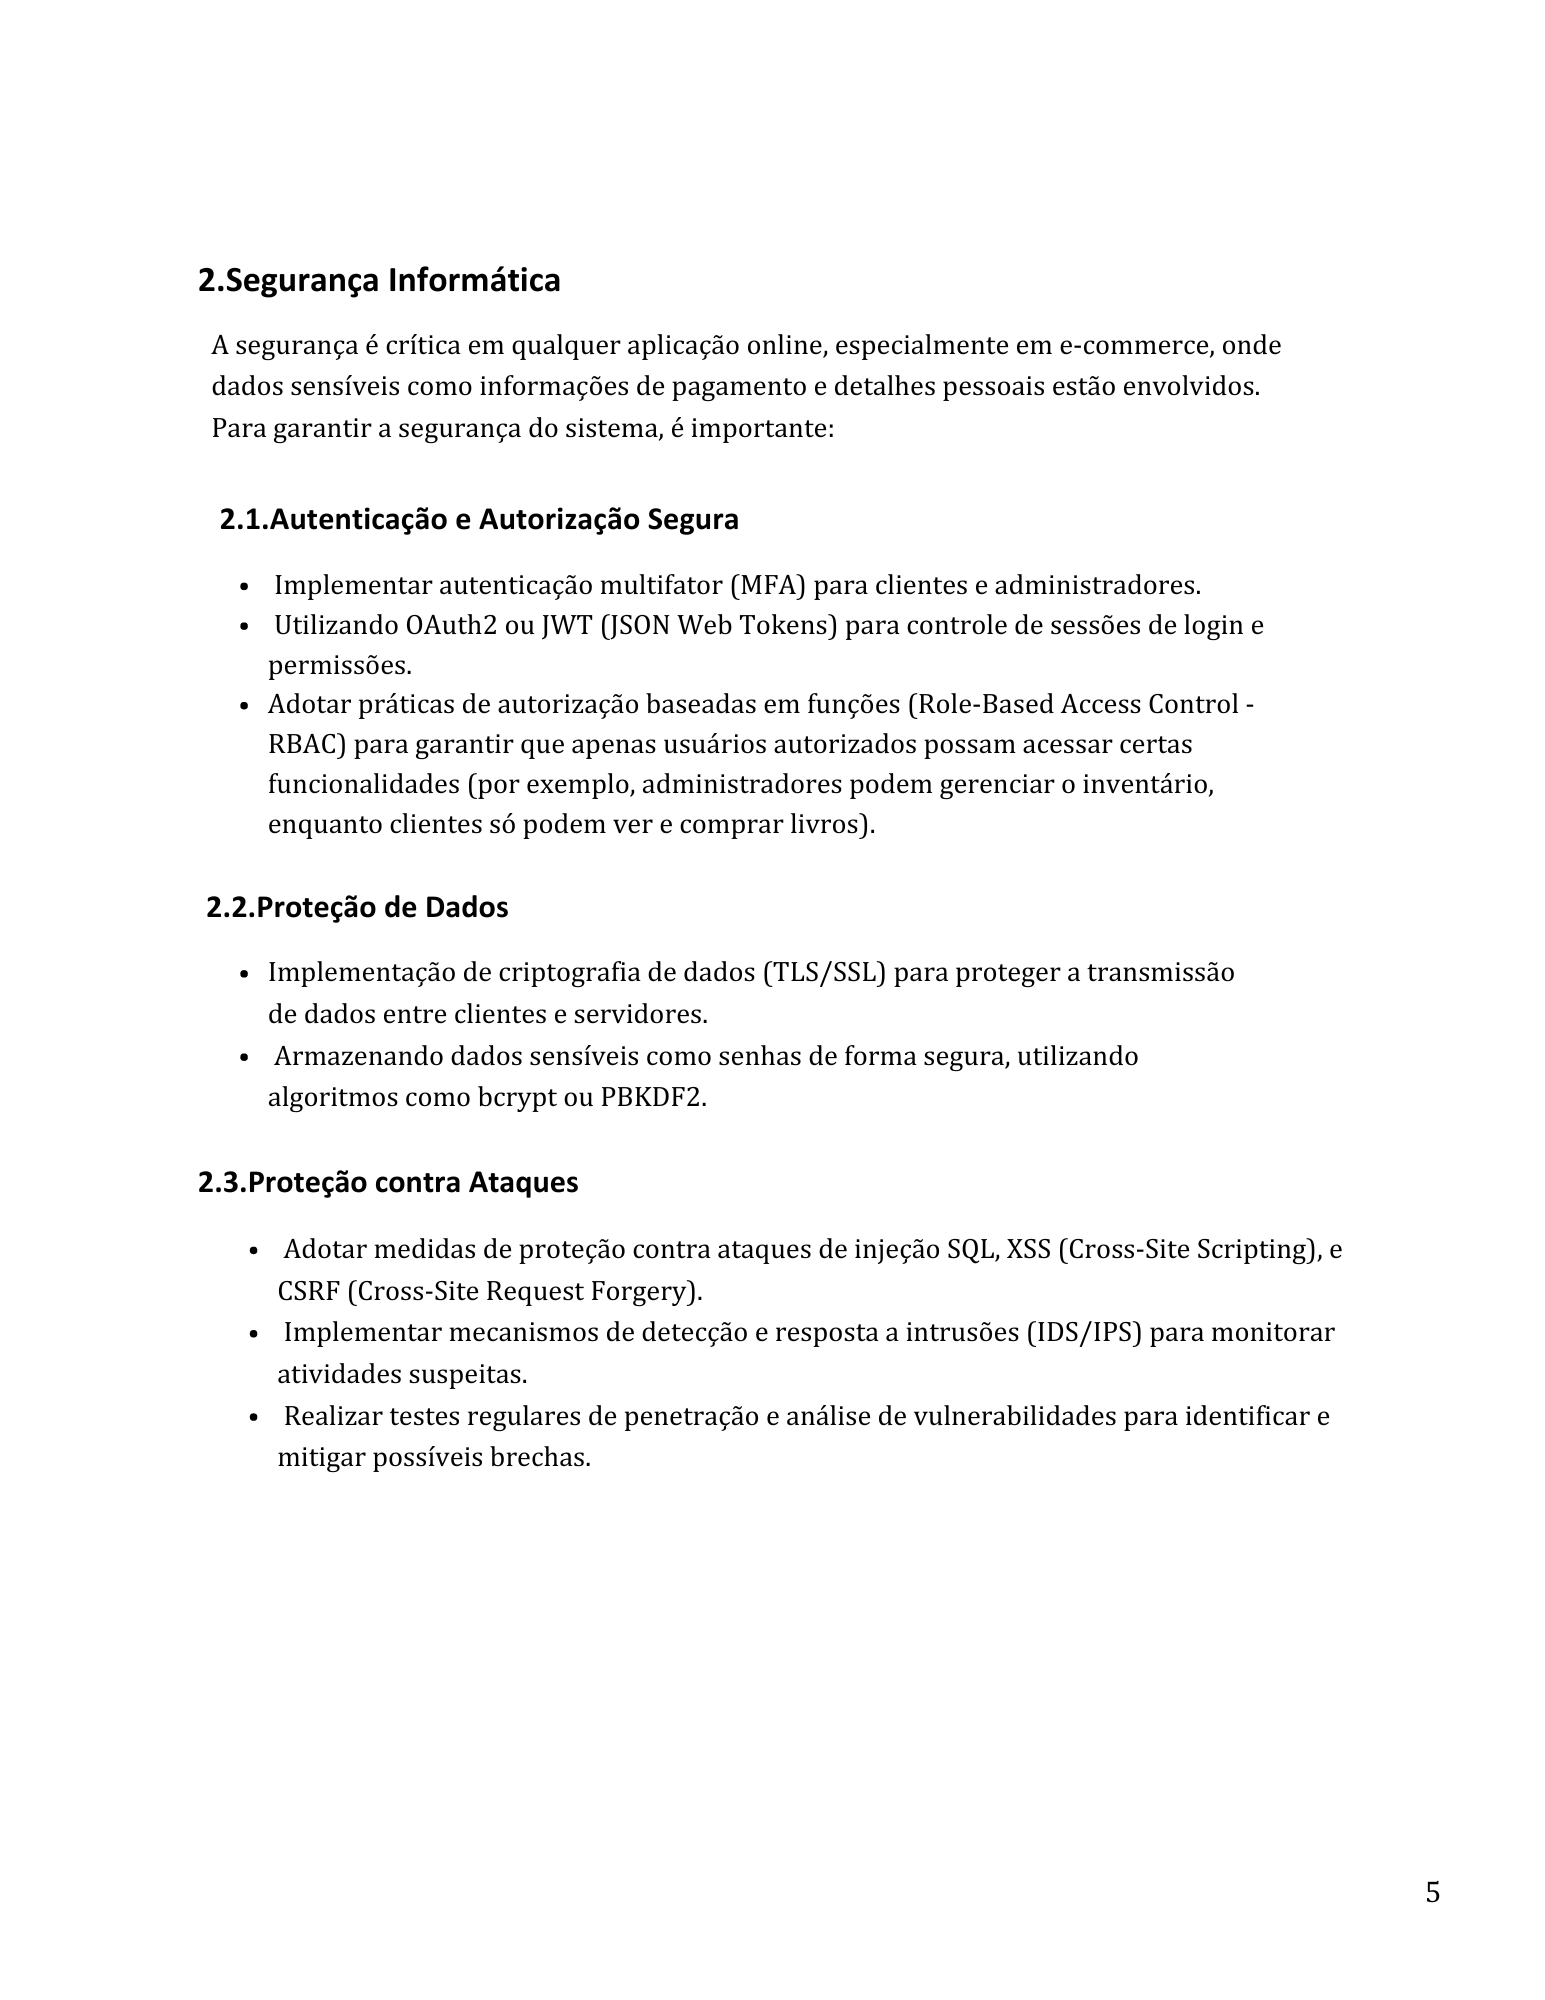 2.Segurança Informática
A segurança é crítica em qualquer aplicação online, especialmente em e-commerce, onde
dados sensíveis como informações de pagamento e detalhes pessoais estão envolvidos.
Para garantir a segurança do sistema, é importante:
2.1.Autenticação e Autorização Segura
• Implementar autenticação multifator (MFA) para clientes e administradores.
• Utilizando OAuth2 ou JWT (JSON Web Tokens) para controle de sessões de login e
permissões.
• Adotar práticas de autorização baseadas em funções (Role-Based Access Control -
RBAC) para garantir que apenas usuários autorizados possam acessar certas
funcionalidades (por exemplo, administradores podem gerenciar o inventário,
enquanto clientes só podem ver e comprar livros).
2.2.Proteção de Dados
• Implementação de criptografia de dados (TLS/SSL) para proteger a transmissão
de dados entre clientes e servidores.
• Armazenando dados sensíveis como senhas de forma segura, utilizando
algoritmos como bcrypt ou PBKDF2.
2.3.Proteção contra Ataques
• Adotar medidas de proteção contra ataques de injeção SQL, XSS (Cross-Site Scripting), e
CSRF (Cross-Site Request Forgery).
• Implementar mecanismos de detecção e resposta a intrusões (IDS/IPS) para monitorar
atividades suspeitas.
• Realizar testes regulares de penetração e análise de vulnerabilidades para identificar e
mitigar possíveis brechas.
5